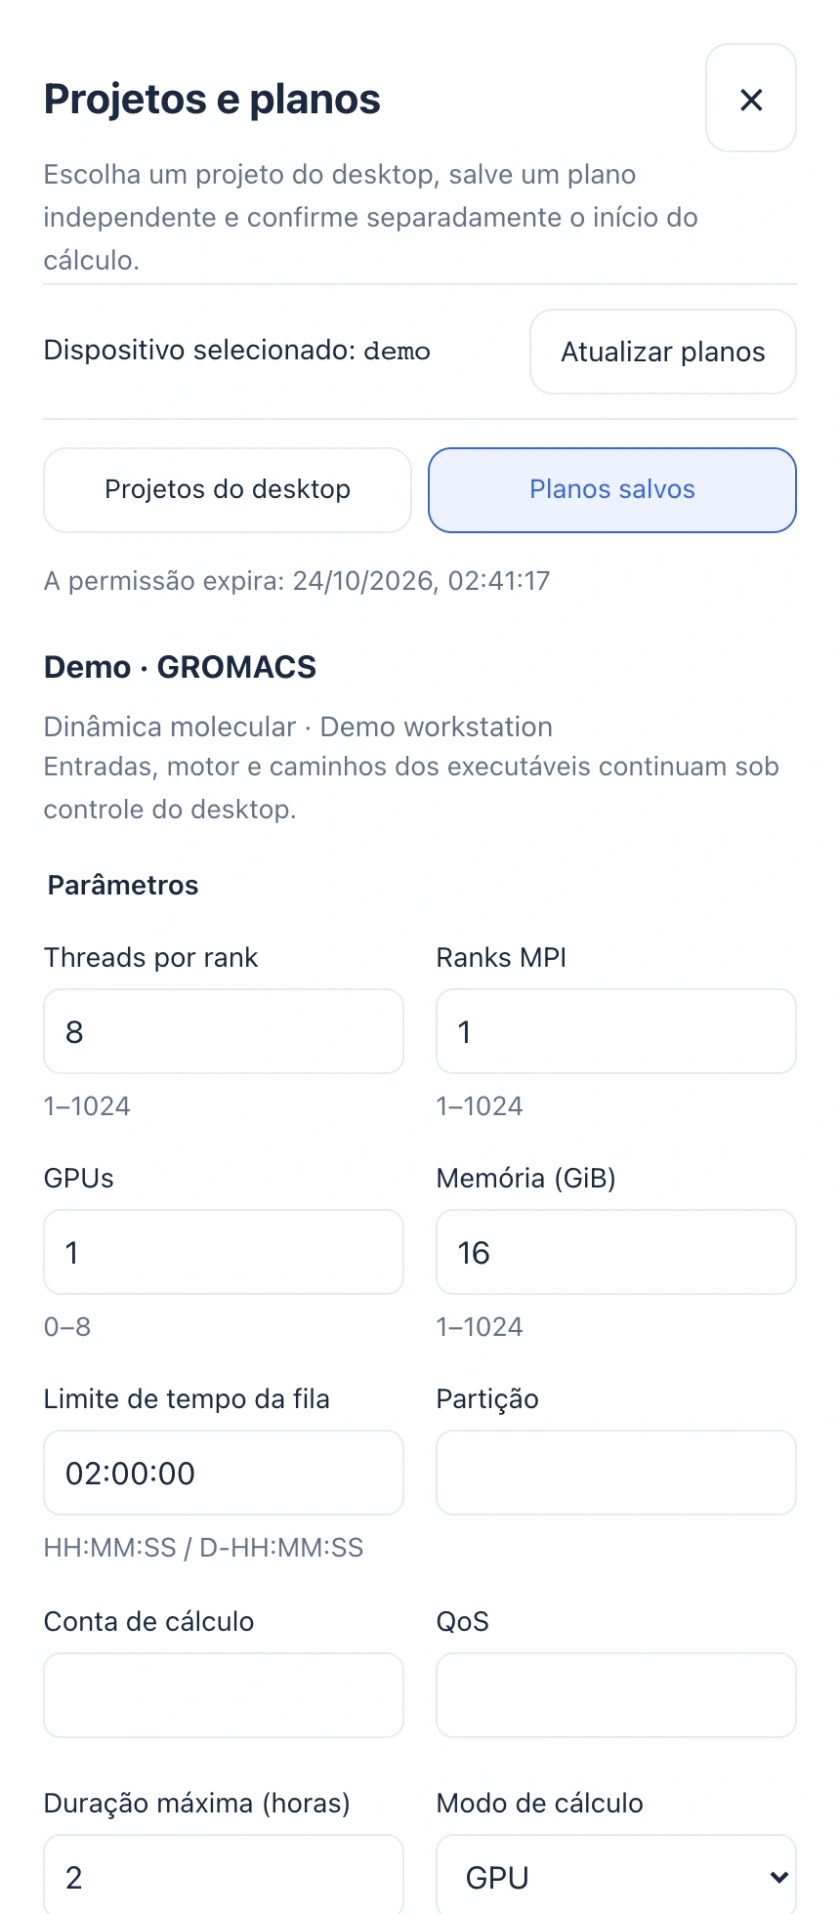 Projetos e planos
Escolha um projeto do desktop, salve um plano
independente e confirme separadamente o início do
cálculo.
Dispositivo selecionado: demo
Atualizar planos
Projetos do desktop
Planos salvos
A permissão expira: 24/10/2026, 02:41:17
Demo · GROMACS
Dinâmica molecular · Demo workstation
Entradas, motor e caminhos dos executáveis continuam sob
controle do desktop.
Parâmetros
Threads por rank
Ranks MPI
8
1
1–1024
1–1024
GPUs
Memória (GiB)
1
16
0–8
1–1024
Limite de tempo da fila
Partição
02:00:00
HH:MM:SS / D-HH:MM:SS
Conta de cálculo
QoS
Duração máxima (horas)
Modo de cálculo
2
GPU